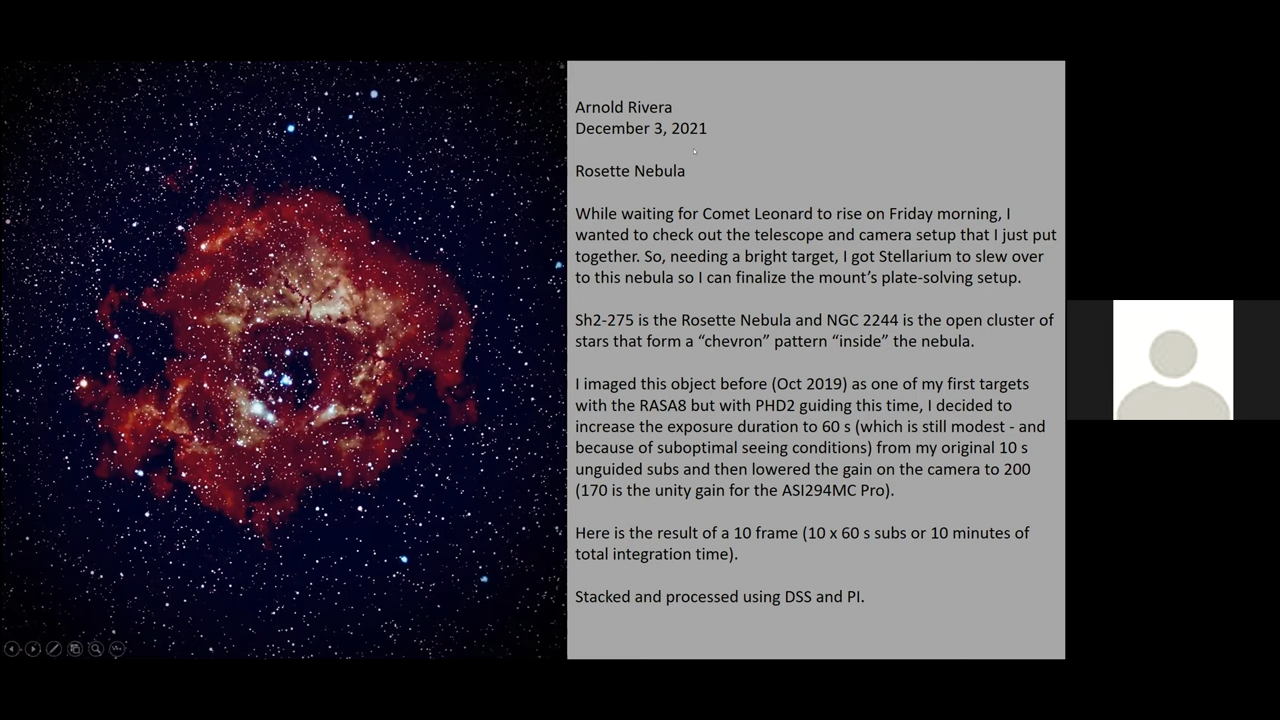 Arnold Rivera
December 3, 2021
Rosette Nebula
While waiting for Comet Leonard to rise on Friday morning, I
wanted to check out the telescope and camera setup that I just put
together. So, needing a bright target, I got Stellarium to slew over
to this nebula so I can finalize the mount’s plate-solving setup.
Sh2-275 is the Rosette Nebula and NGC 2244 is the open cluster of
stars that form a “chevron” pattern “inside” the nebula.
I imaged this object before (Oct 2019) as one of my first targets
with the RASA8 but with PHD2 guiding this time, I decided to
increase the exposure duration to 60 s (which is still modest - and
because of suboptimal seeing conditions) from my original 10 s
unguided subs and then lowered the gain on the camera to 200
(170 is the unity gain for the ASI294MC Pro).
Here is the result of a 10 frame (10 x 60 s subs or 10 minutes of
total integration time).
Stacked and processed using DSS and PI.